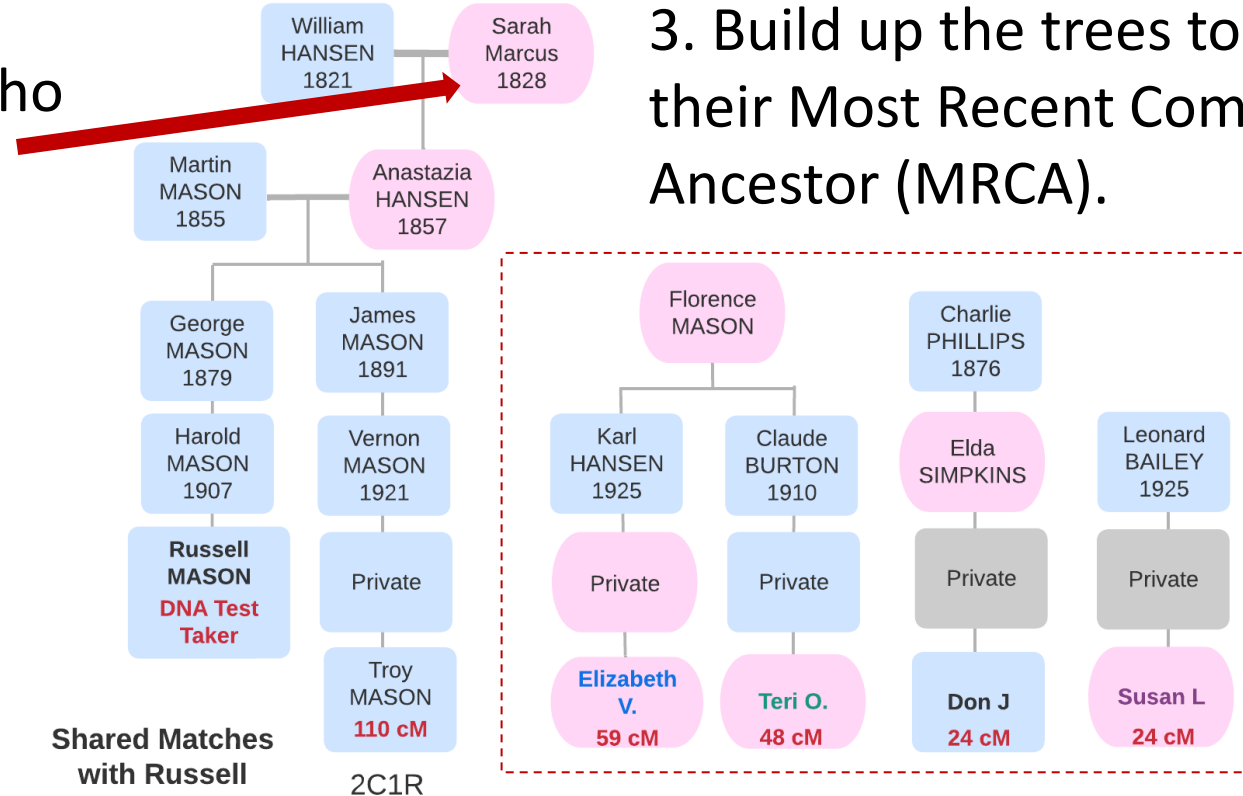 William
HANSEN
1821
Sarah
Marcus
1828
3. Build up the trees to
their Most Recent Com
Ancestor (MRCA).
ho
Martin
MASON
1855
Anastazia
HANSEN
1857
George
MASON
1879
James
MASON
1891
Florence
MASON
Charlie
PHILLIPS
1876
Harold
MASON
1907
Vernon
MASON
1921
Karl
HANSEN
1925
Claude
BURTON
1910
Elda
SIMPKINS
Leonard
BAILEY
1925
Russell
MASON
DNA Test
Taker
Private
Private
Private
Private
Private
Troy
MASON
110 cM
Elizabeth
V.
59 cM
Teri O.
48 cM
Don J
24 cM
Susan L
24 cM
Shared Matches
with Russell
2C1R